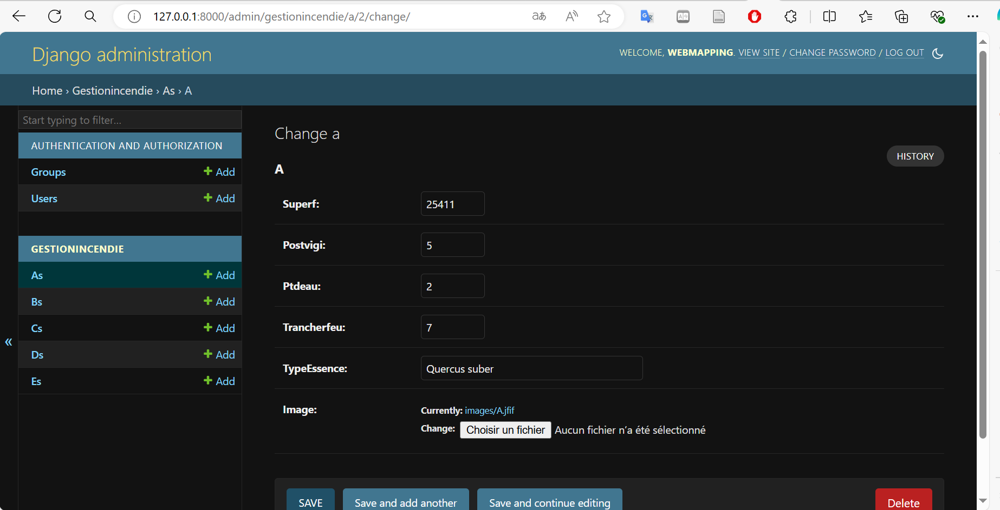 127.0.0.1:8000/admin/gestionincendie/a/2/change/
Django administration
WELCOME, WEBMAPPING. VIEW SITE / CHANGE PASSWORD / LOG OUT
Home › Gestionincendie › As › A
Start typing to filter...
AUTHENTICATION AND AUTHORIZATION
Groups + Add
Users + Add
GESTIONINCENDIE
As + Add
Bs + Add
Cs + Add
Ds + Add
Es + Add
«
Change a
HISTORY
A
Superf: 25411
Postvigi: 5
Ptdeau: 2
Trancherfeu: 7
TypeEssence: Quercus suber
Image: Currently: images/A.jfif
Change: Choisir un fichier Aucun fichier n’a été sélectionné
SAVE Save and add another Save and continue editing Delete